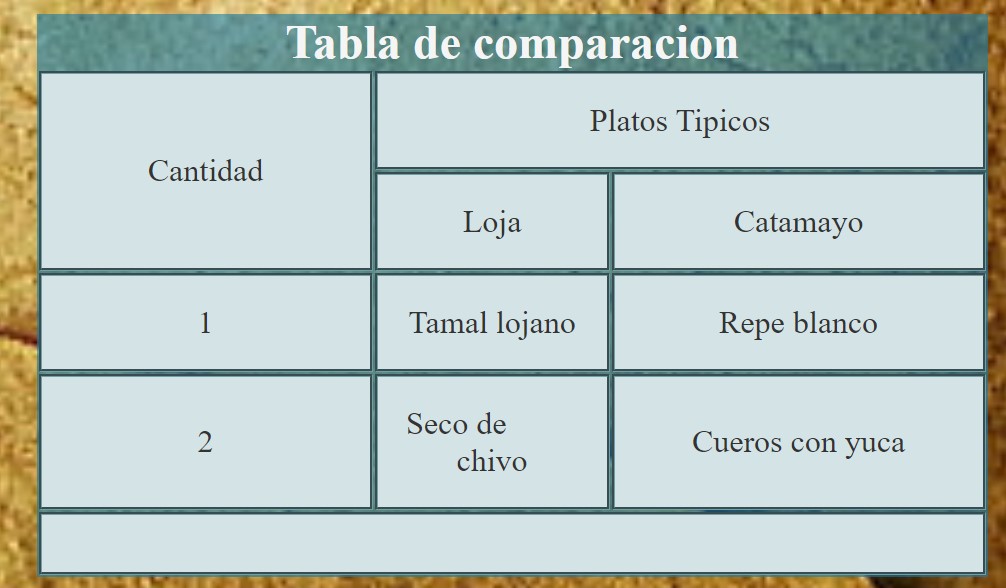 Tabla de comparacion
Cantidad
Platos Tipicos
Loja
Catamayo
1
Tamal lojano
Repe blanco
2
Seco de
chivo
Cueros con yuca